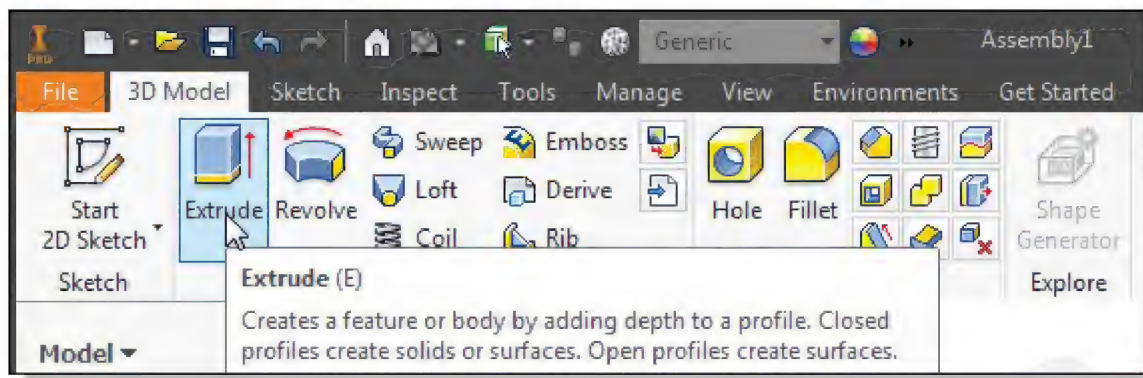 PRO
Generic
Assembly1
File 3D Model Sketch Inspect Tools Manage View Environments Get Started
Start
2D Sketch
Extrude
Revolve
Sweep
Loft
Coil
Emboss
Derive
Rib
Hole
Fillet
Shape
Generator
Sketch
Explore
Extrude (E)
Creates a feature or body by adding depth to a profile. Closed
profiles create solids or surfaces. Open profiles create surfaces.
Model